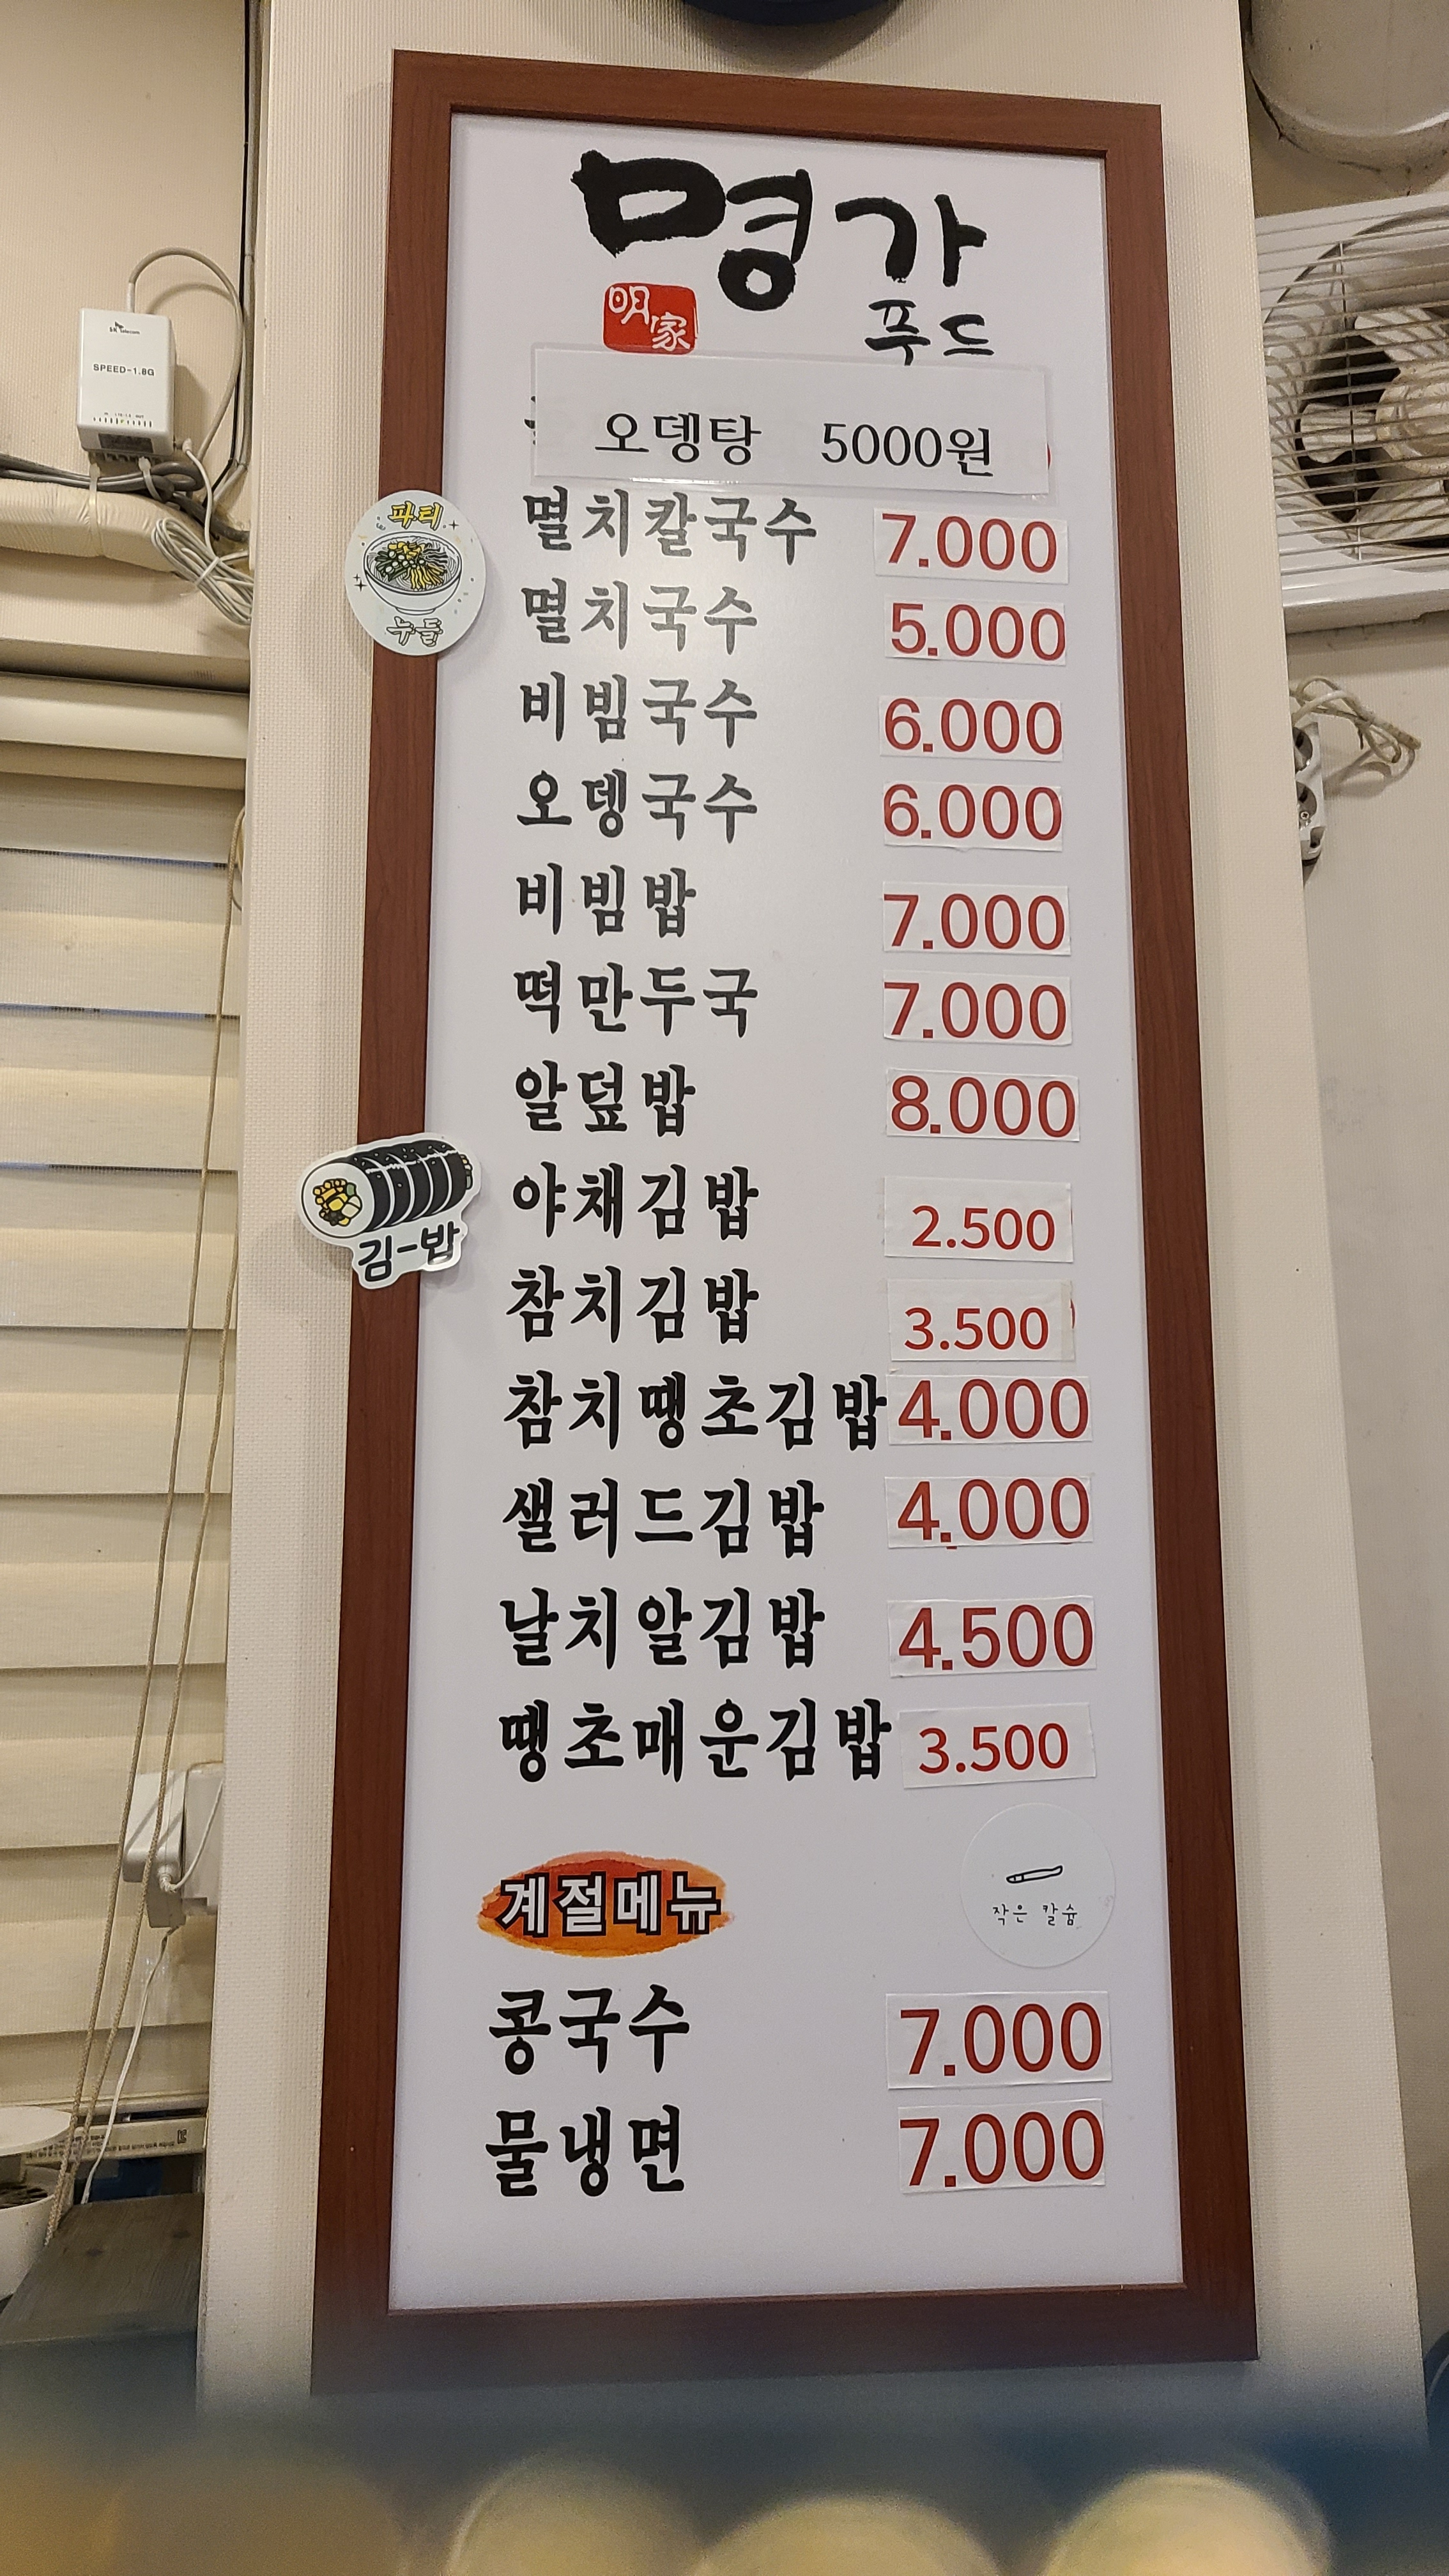 명가
明家
푸드
오뎅탕 5000원
멸치칼국수 7.000
멸치국수 5.000
비빔국수 6.000
오뎅국수 6.000
비빔밥 7.000
떡만두국 7.000
알덮밥 8.000
야채김밥 2.500
참치김밥 3.500
참치땡초김밥 4.000
샐러드김밥 4.000
날치알김밥 4.500
땡초매운김밥 3.500
계절메뉴
작은 칼숨
콩국수 7.000
물냉면 7.000
파티
누들
김-밥
SK telecom
SPEED-1.8G